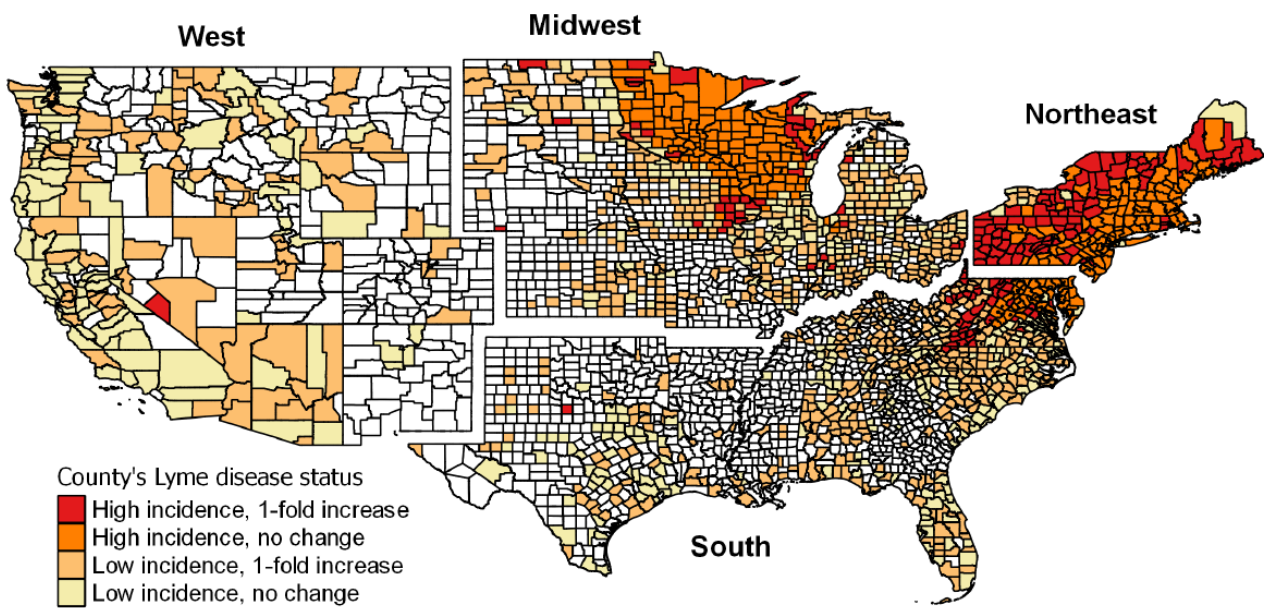 West
Midwest
Northeast
South
County's Lyme disease status
High incidence, 1-fold increase
High incidence, no change
Low incidence, 1-fold increase
Low incidence, no change